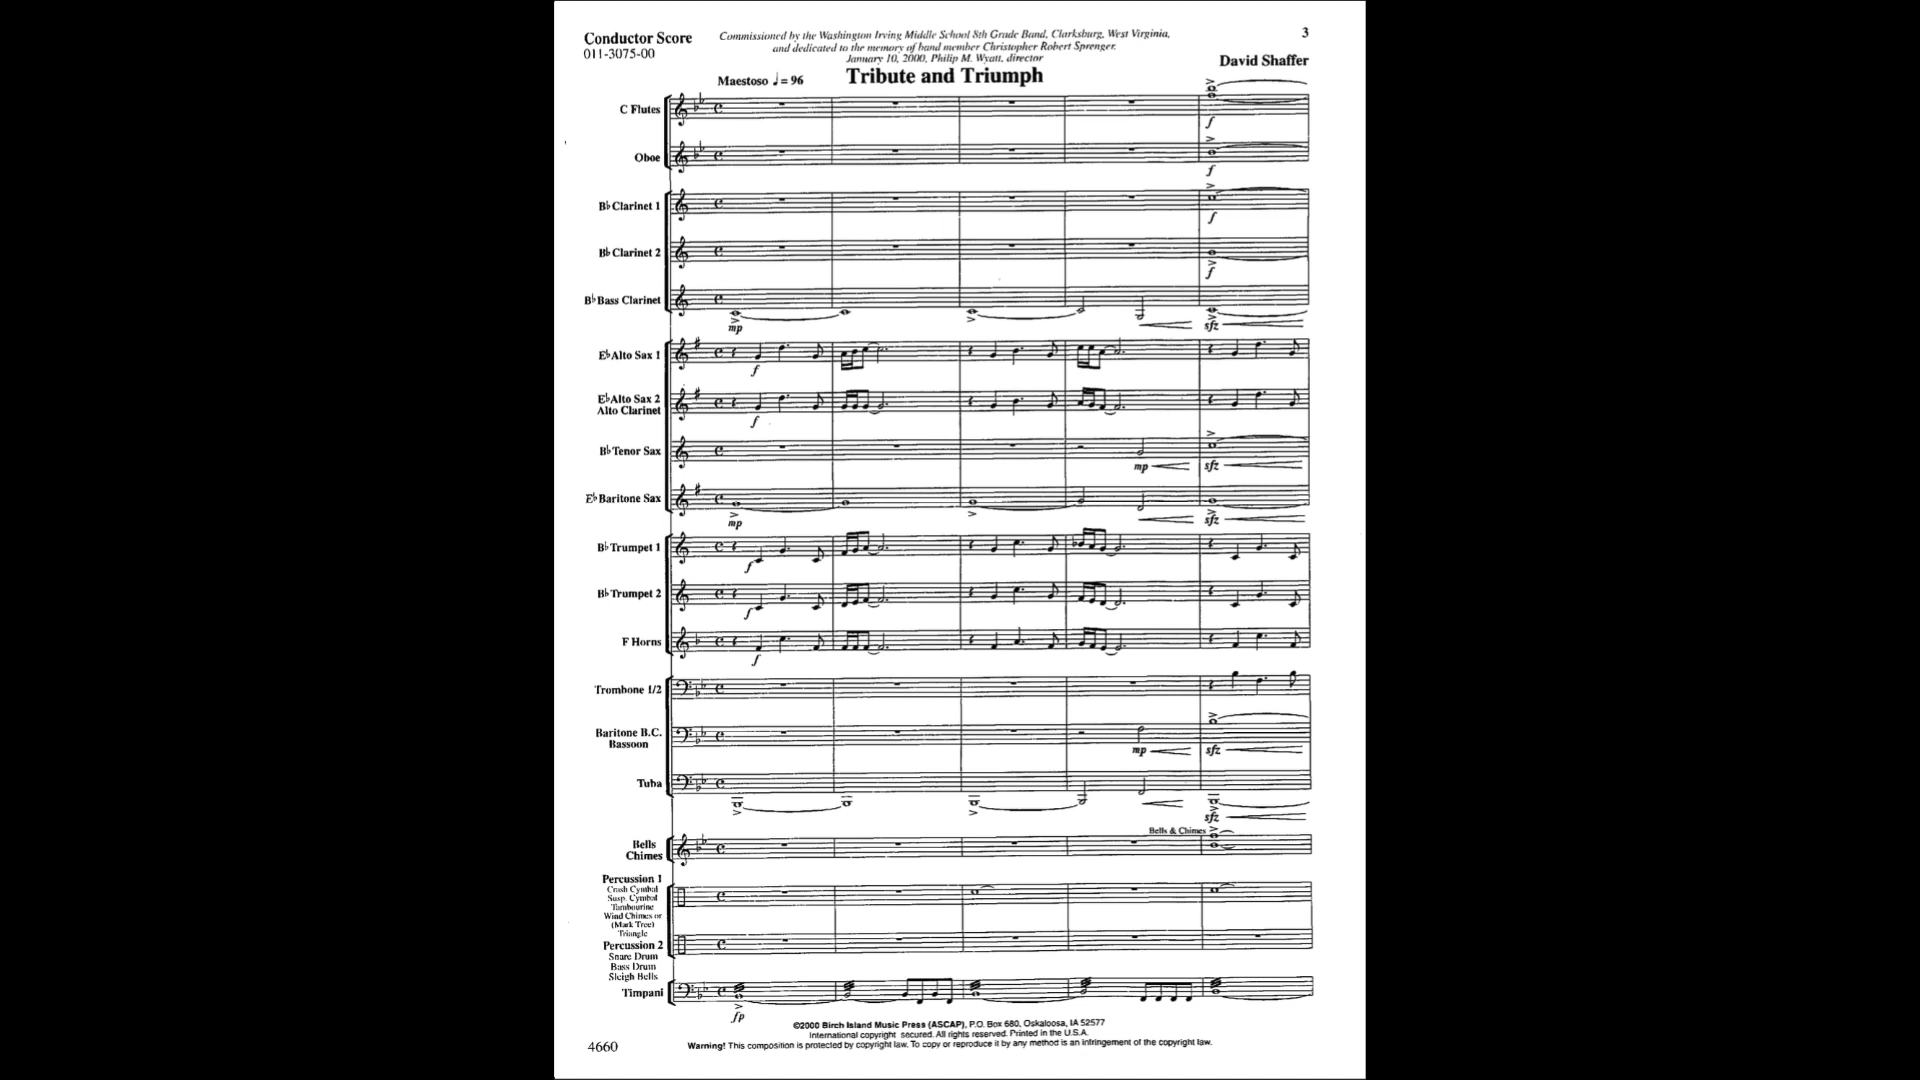 Conductor Score
011-3075-00
Commissioned by the Washington Irving Middle School 8th Grade Band, Clarksburg, West Virginia,
and dedicated to the memory of band member Christopher Robert Sprenger.
January 10, 2000, Philip M. Wyatt, director
3
Tribute and Triumph
David Shaffer
Maestoso ♩= 96
C Flutes
f
Oboe
f
B♭ Clarinet 1
f
B♭ Clarinet 2
f
B♭ Bass Clarinet
mp sfz
E♭ Alto Sax 1
f
E♭ Alto Sax 2
Alto Clarinet
f
B♭ Tenor Sax
mp sfz
E♭ Baritone Sax
mp sfz
B♭ Trumpet 1
f
B♭ Trumpet 2
f
F Horns
f
Trombone 1/2
Baritone B.C.
Bassoon
mp sfz
Tuba
sfz
Bells & Chimes
Bells
Chimes
Percussion 1
Crash Cymbal
Susp. Cymbal
Tambourine
Wind Chimes or
(Mark Tree)
Triangle
Percussion 2
Snare Drum
Bass Drum
Sleigh Bells
Timpani
fp
©2000 Birch Island Music Press (ASCAP), P.O. Box 680, Oskaloosa, IA 52577
International copyright secured. All rights reserved. Printed in the U.S.A.
Warning! This composition is protected by copyright law. To copy or reproduce it by any method is an infringement of the copyright law.
4660